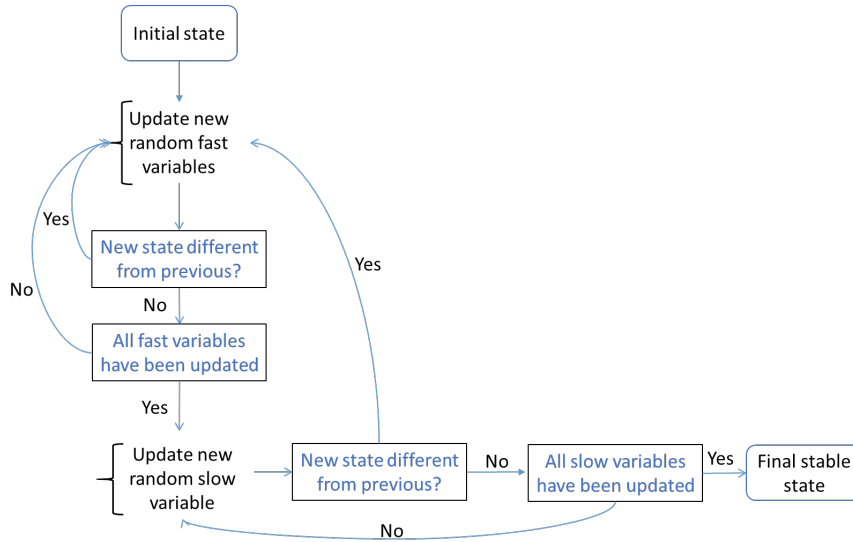 Initial state
Update new
random fast
variables
Yes
New state different
from previous?
Yes
No
No
All fast variables
have been updated
Yes
Update new
random slow
variable
New state different
from previous?
No
All slow variables
have been updated
Yes
Final stable
state
No